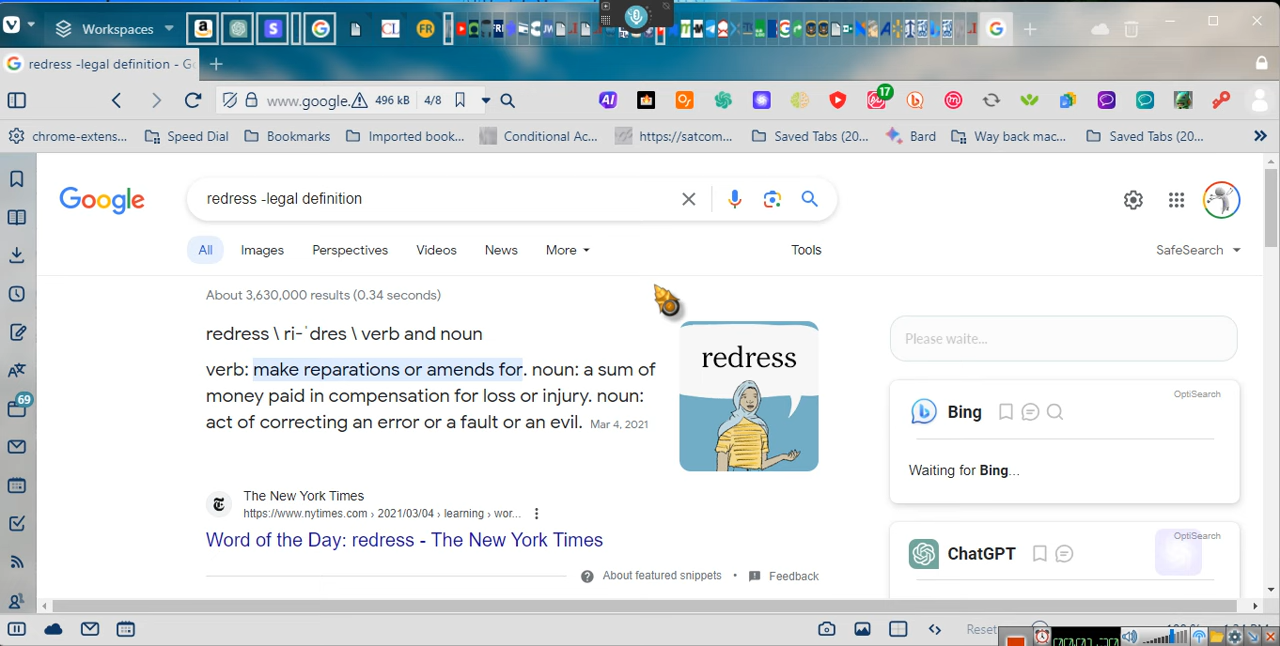 Workspaces
CL
FR
redress -legal definition - G
www.google.
496 kB
4/8
AI
17
chrome-extens...
Speed Dial
Bookmarks
Imported book...
Conditional Ac...
https://satcom...
Saved Tabs (20...
Bard
Way back mac...
Saved Tabs (20...
Google
redress -legal definition
All
Images
Perspectives
Videos
News
More
Tools
SafeSearch
About 3,630,000 results (0.34 seconds)
redress \ ri-ˈdres \ verb and noun
verb: make reparations or amends for. noun: a sum of
money paid in compensation for loss or injury. noun:
act of correcting an error or a fault or an evil. Mar 4, 2021
redress
The New York Times
https://www.nytimes.com › 2021/03/04 › learning › wor...
Word of the Day: redress - The New York Times
About featured snippets
Feedback
Please wait...
OptiSearch
Bing
Waiting for Bing...
OptiSearch
ChatGPT
69
Reset